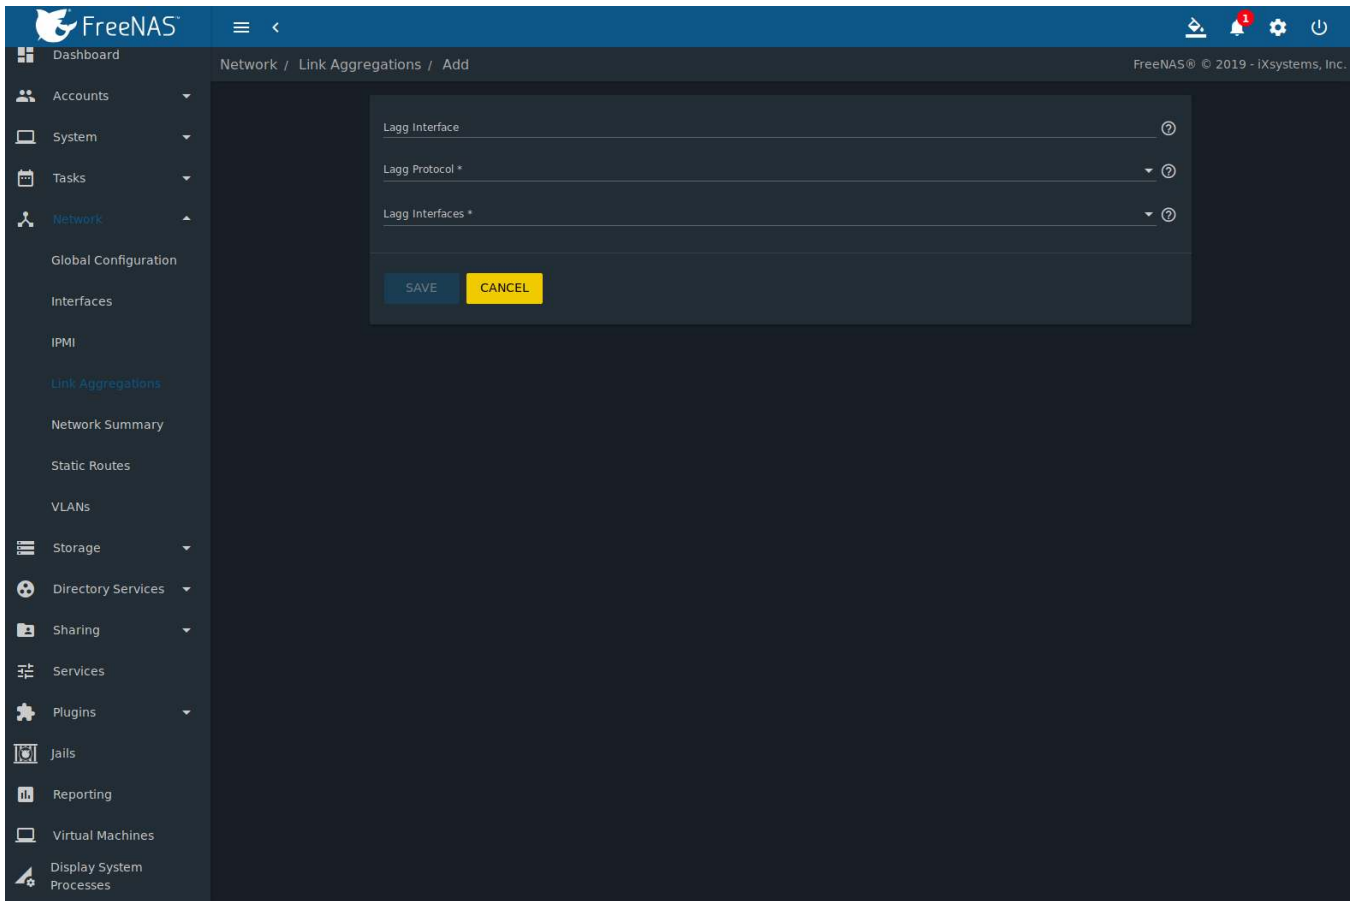 FreeNAS®
1
Dashboard
Network / Link Aggregations / Add
FreeNAS® © 2019 - iXsystems, Inc.
Accounts
System
Tasks
Network
Global Configuration
Interfaces
IPMI
Link Aggregations
Network Summary
Static Routes
VLANs
Storage
Directory Services
Sharing
Services
Plugins
Jails
Reporting
Virtual Machines
Display System
Processes
Lagg Interface
Lagg Protocol *
Lagg Interfaces *
SAVE
CANCEL